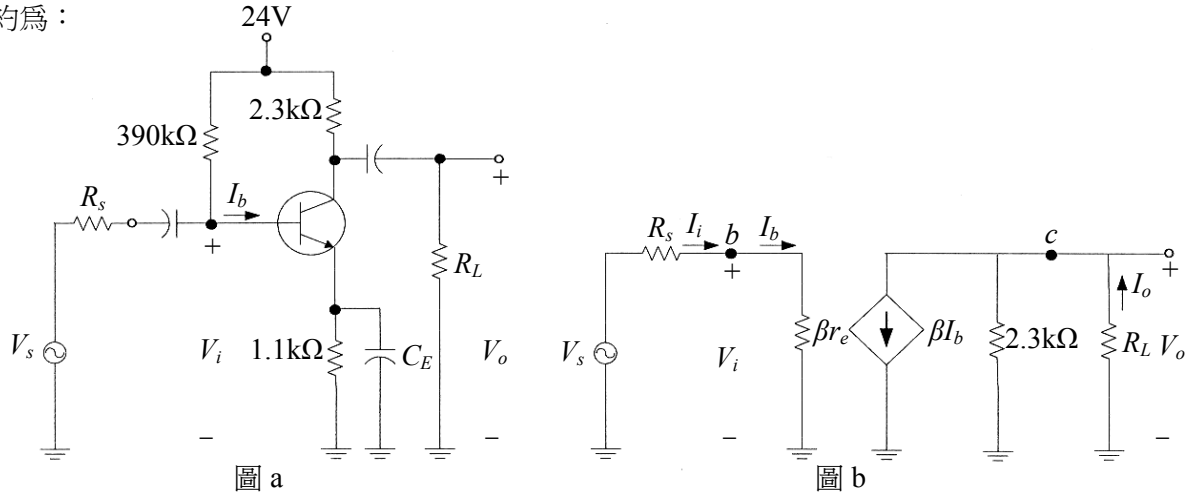 約為：
24V
2.3kΩ
390kΩ
I_b
R_s
+
+
R_L
V_s
V_i
1.1kΩ
C_E
V_o
−
−
圖 a
R_s
I_i
b
I_b
c
+
+
I_o
V_s
V_i
βr_e
βI_b
2.3kΩ
R_L
V_o
−
−
圖 b